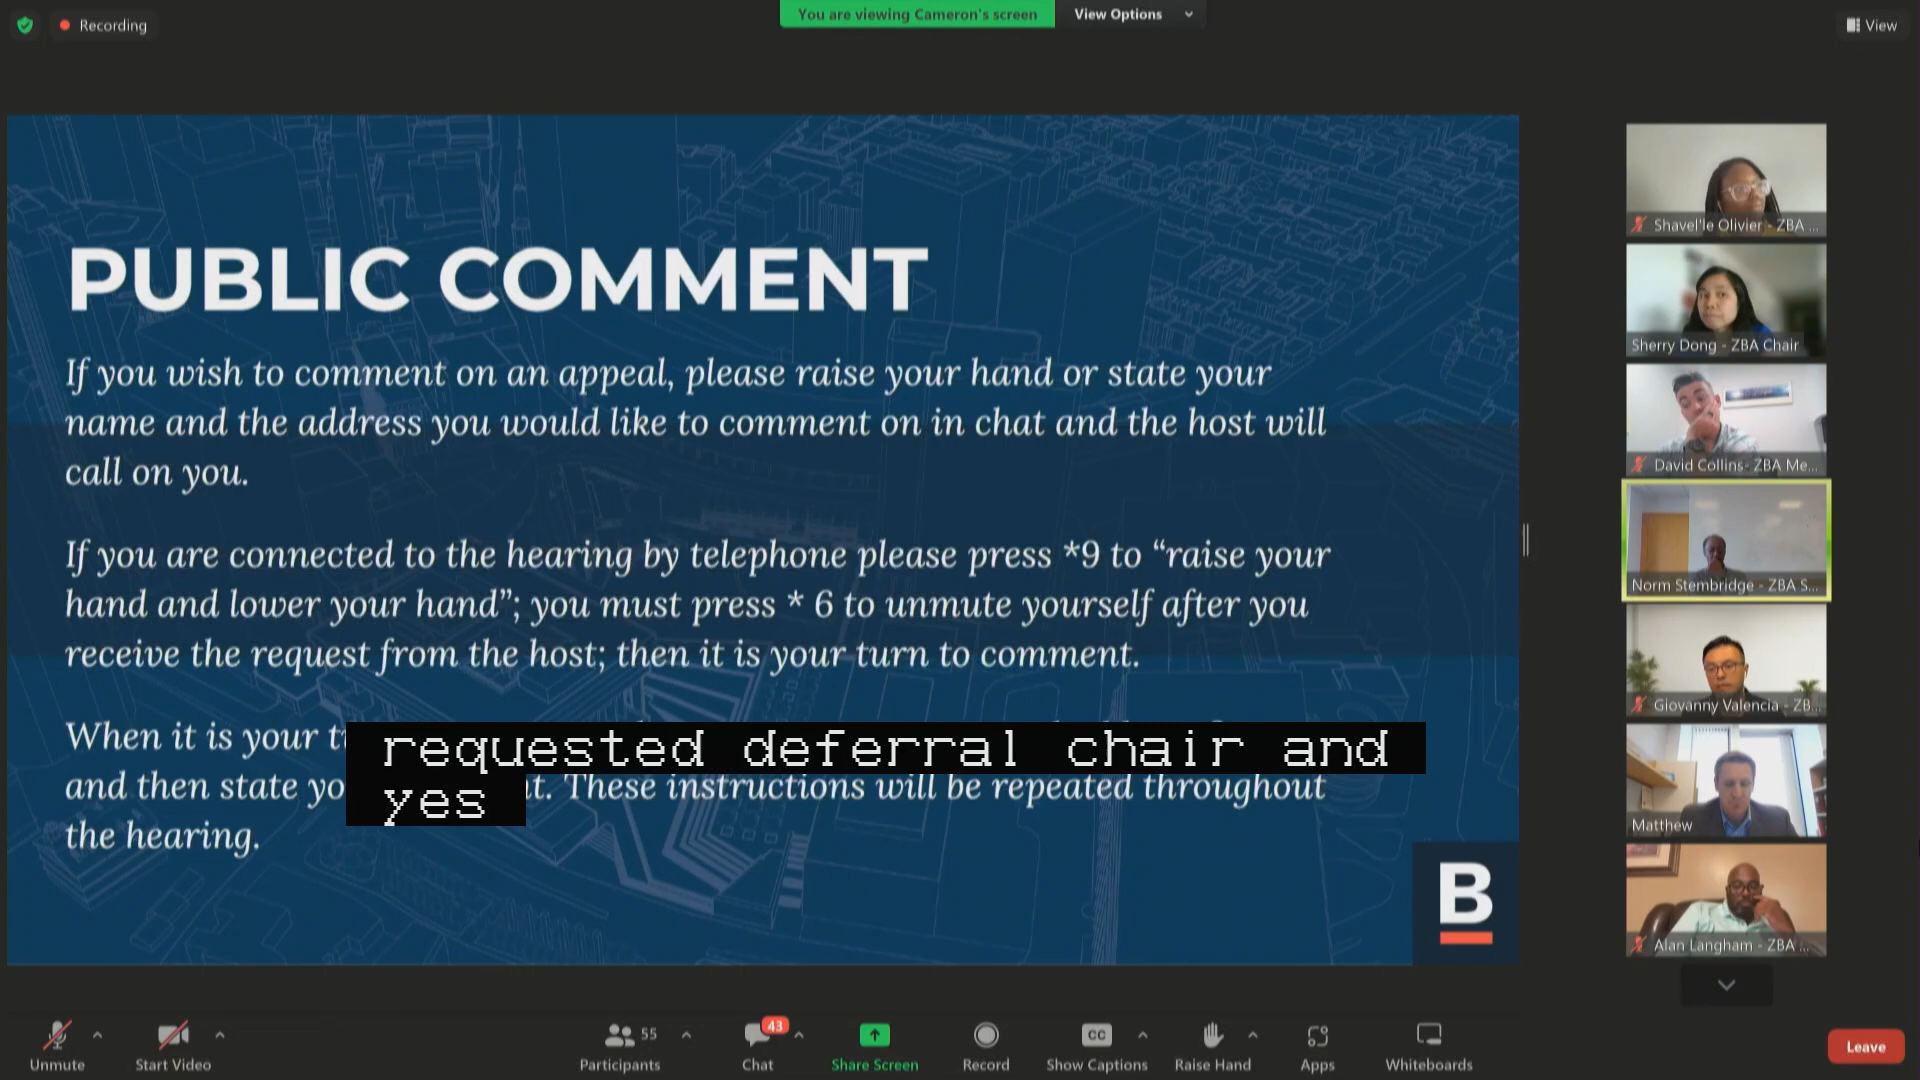 Recording
You are viewing Cameron's screen
View Options
View
PUBLIC COMMENT
If you wish to comment on an appeal, please raise your hand or state your
name and the address you would like to comment on in chat and the host will
call on you.
If you are connected to the hearing by telephone please press *9 to “raise your
hand and lower your hand”; you must press * 6 to unmute yourself after you
receive the request from the host; then it is your turn to comment.
When it is your
requested deferral chair and
yes
and then state
These instructions will be repeated throughout
the hearing.
B
Shavel'le Olivier - ZBA ...
Sherry Dong - ZBA Chair
David Collins- ZBA Me...
Norm Stembridge - ZBA S...
Giovanny Valencia - ZB...
Matthew
Alan Langham - ZBA ...
Unmute
Start Video
55
Participants
43
Chat
Share Screen
Record
CC
Show Captions
Raise Hand
Apps
Whiteboards
Leave